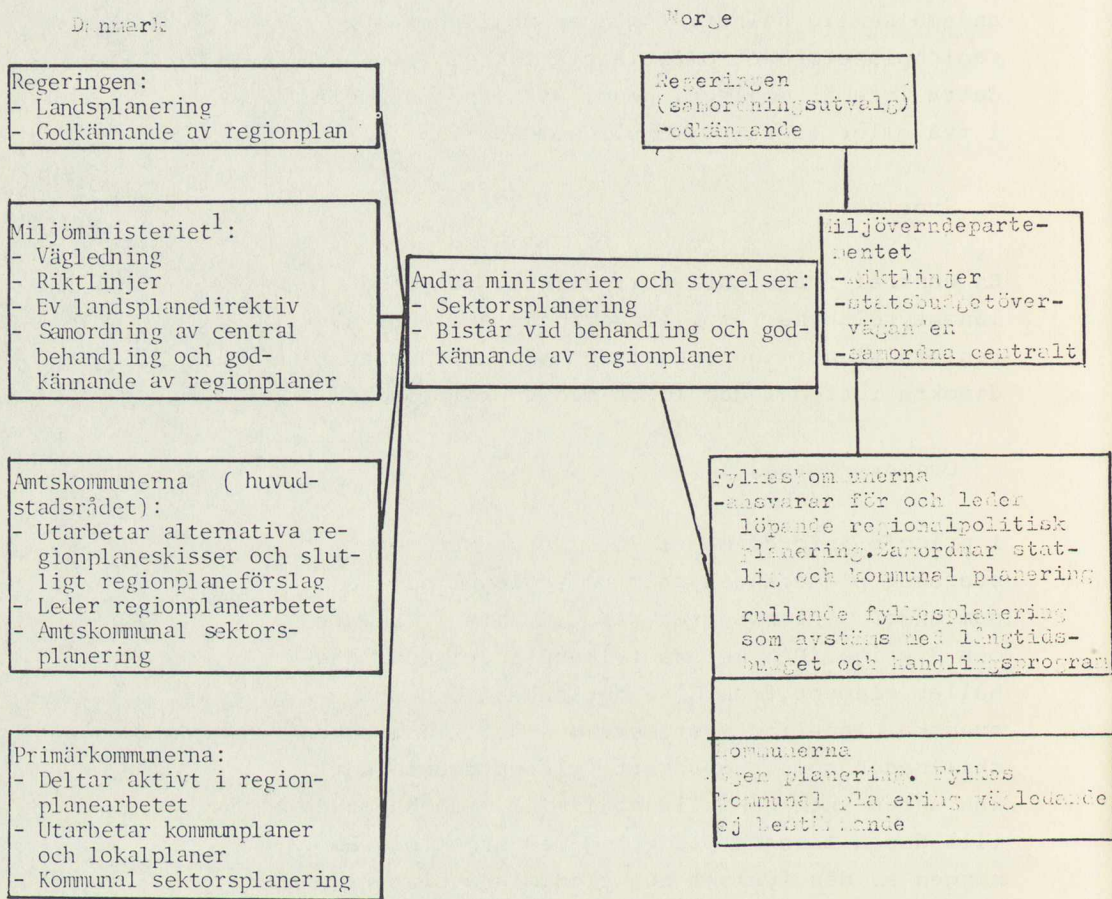 Danmark
Regeringen:
- Landsplanering
- Godkännande av regionplan
Miljöministeriet1:
- Vägledning
- Riktlinjer
- Ev landsplanedirektiv
- Samordning av central
behandling och god-
kännande av regionplaner
Amtskommunerna ( huvud-
stadsrådet):
- Utarbetar alternativa re-
gionplaneskisser och slut-
ligt regionplaneförslag
- Leder regionplanearbetet
- Amtskommunal sektors-
planering
Primärkommunerna:
- Deltar aktivt i region-
planearbetet
- Utarbetar kommunplaner
och lokalplaner
- Kommunal sektorsplanering
Andra ministerier och styrelser:
- Sektorsplanering
- Bistår vid behandling och god-
kännande av regionplaner
Norge
Regeringen
(samordningsutvalg)
godkännande
Miljöverndeparte-
mentet
-Riktlinjer
-statsbudgetöver-
väganden
-samordna centralt
Fylkeskommunerna
-ansvarar för och leder
löpande regionalpolitisk
planering.Samordnar stat-
lig och kommunal planering
rullande fylkesplanering
som avstäms med långtids-
budget och handlingsprogram
Kommunerna
Egen planering. Fylkes
kommunal planering vägledande
ej bestämmande